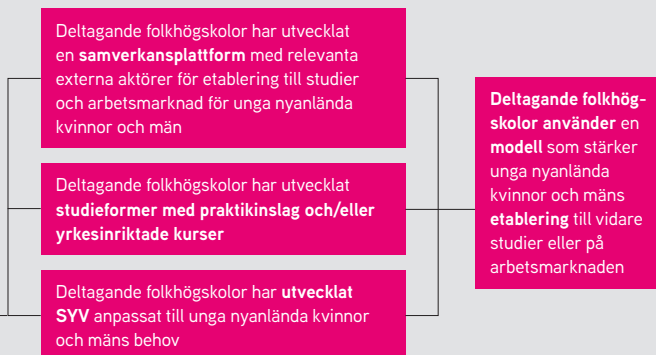 Deltagande folkhögskolor har utvecklat
en samverkansplattform med relevanta
externa aktörer för etablering till studier
och arbetsmarknad för unga nyanlända
kvinnor och män
Deltagande folkhögskolor har utvecklat
studieformer med praktikinslag och/eller
yrkesinriktade kurser
Deltagande folkhögskolor har utvecklat
SYV anpassat till unga nyanlända kvinnor
och mäns behov
Deltagande folkhög-
skolor använder en
modell som stärker
unga nyanlända
kvinnor och mäns
etablering till vidare
studier eller på
arbetsmarknaden